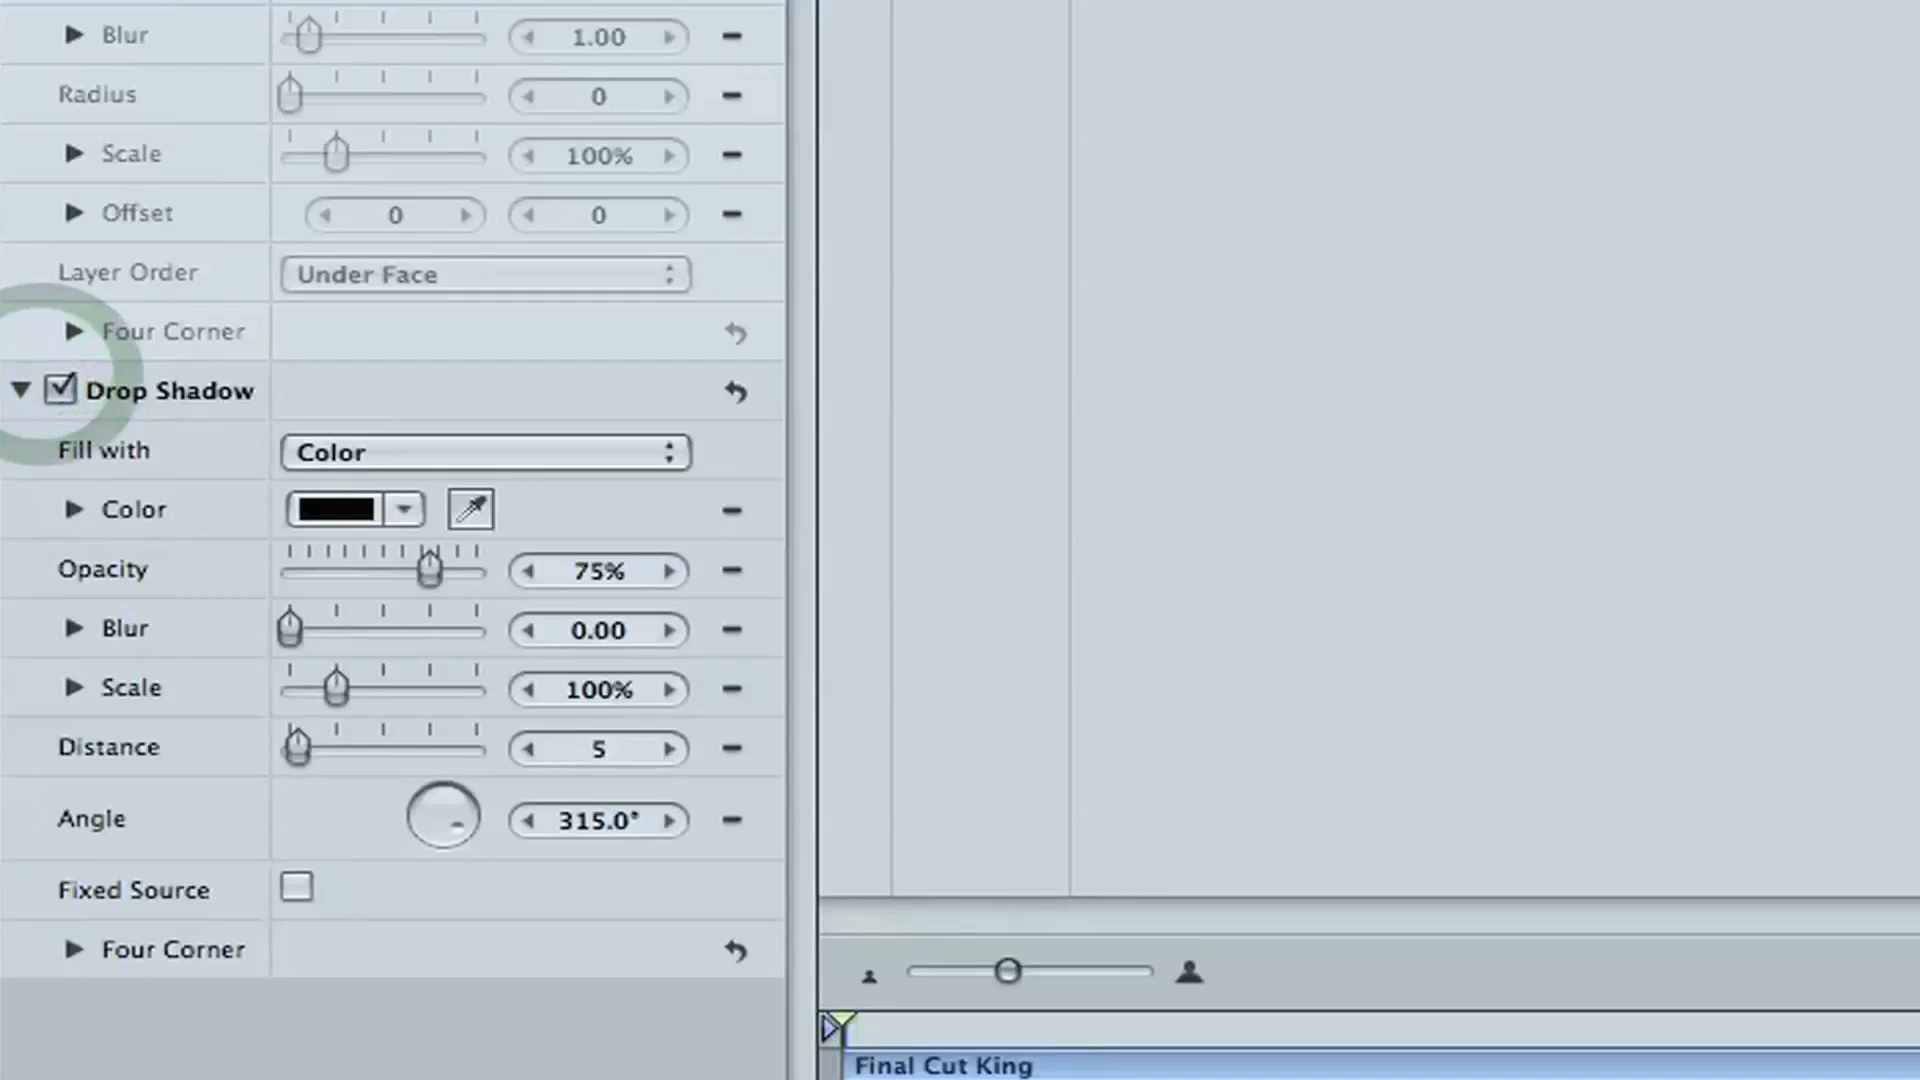 Blur 1.00
Radius 0
Scale 100%
Offset 0 0
Layer Order Under Face
Four Corner
Drop Shadow
Fill with Color
Color
Opacity 75%
Blur 0.00
Scale 100%
Distance 5
Angle 315.0°
Fixed Source
Four Corner
Final Cut King